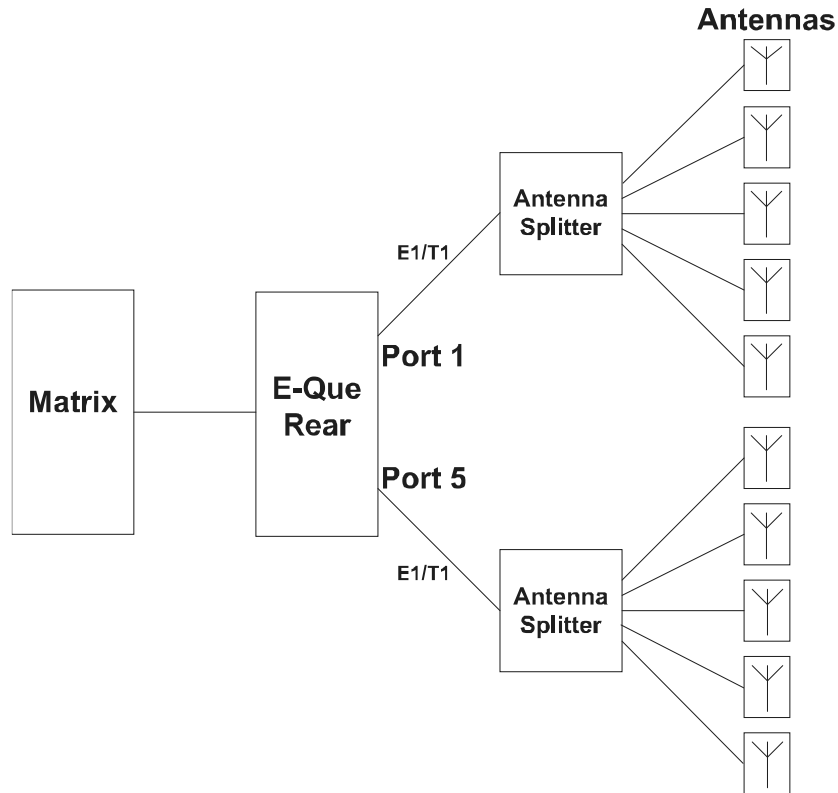 Antennas
Antenna
Splitter
E1/T1
Port 1
Matrix
E-Que
Rear
Port 5
E1/T1
Antenna
Splitter